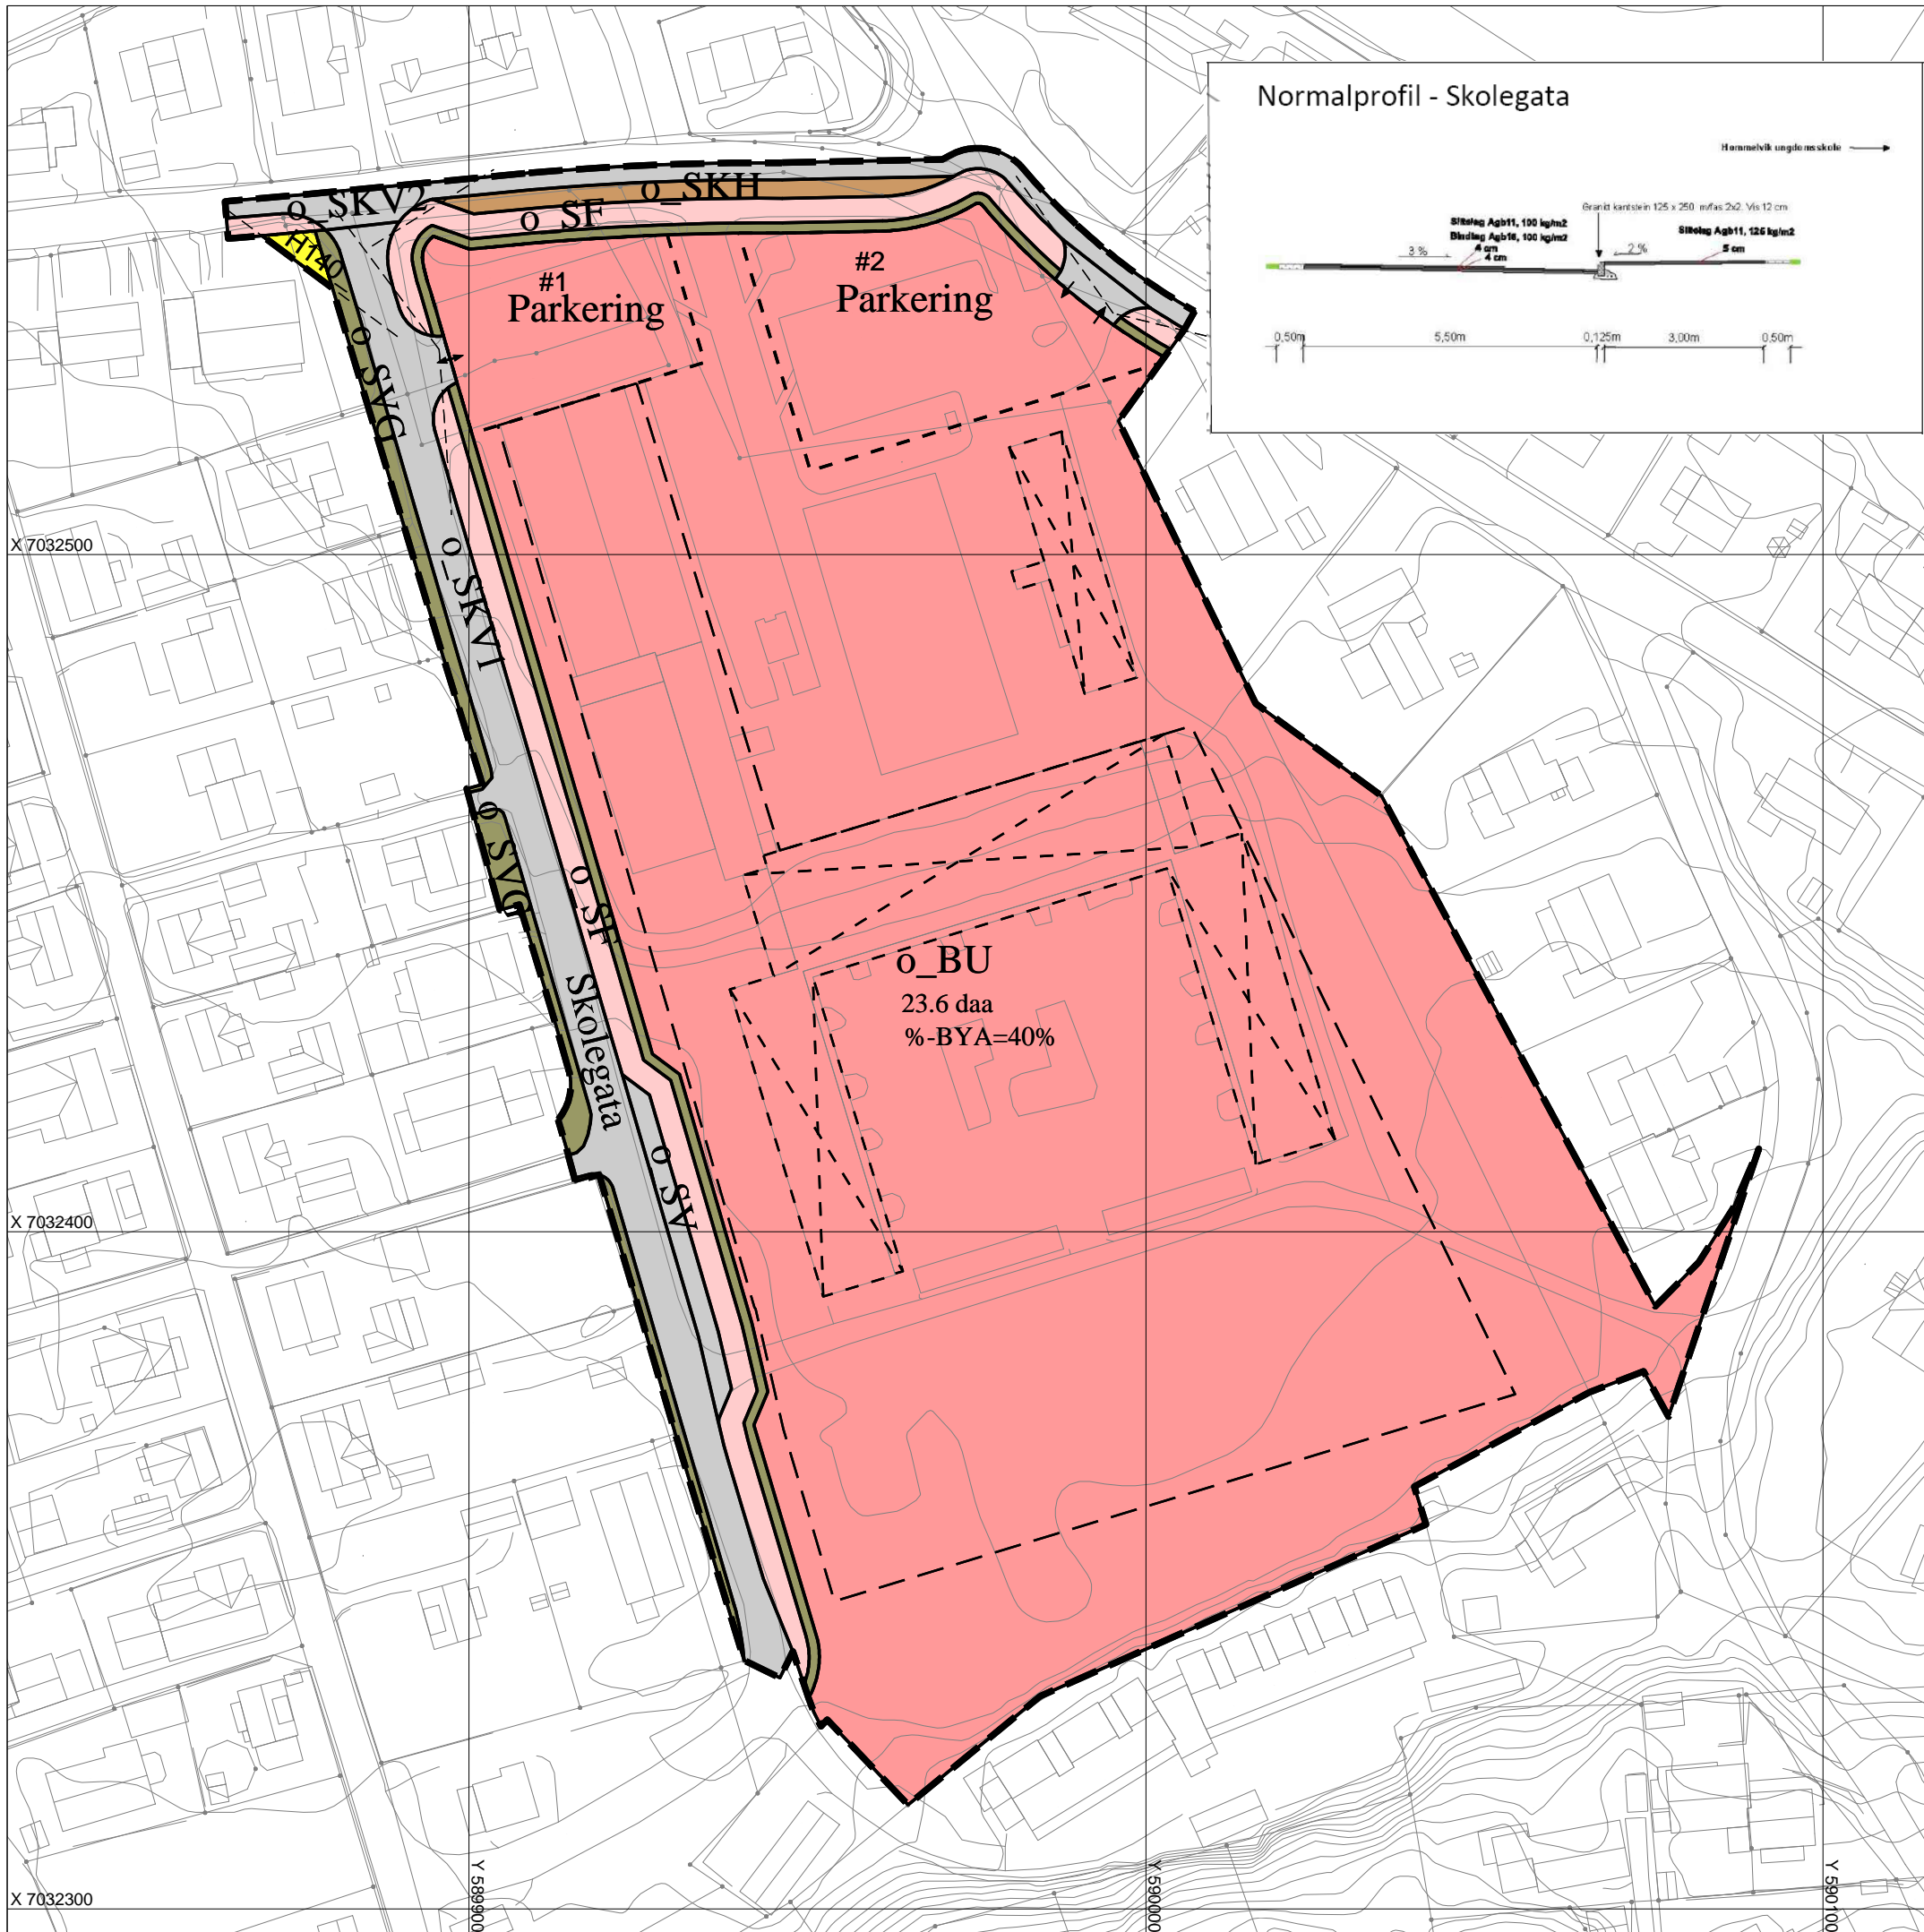 Normalprofil - Skolegata
Hommelvik ungdomsskole
Granitt kantstein 125 x 250 m/fas 2x2. Vis 12 cm
Slitelag Agb11, 100 kg/m2
Bindlag Agb16, 100 kg/m2
4 cm
4 cm
3 %
2 %
Slitelag Agb11, 125 kg/m2
5 cm
0,50m
5,50m
0,125m
3,00m
0,50m
o_SKV2
o_SKH
o_SF
H140
#1
Parkering
#2
Parkering
o_SVG
X 7032500
o_SKV1
o_SVG
o_SF
Skolegata
o_BU
23.6 daa
%-BYA=40%
o_SV
X 7032400
X 7032300
Y 589900
Y 590000
Y 590100